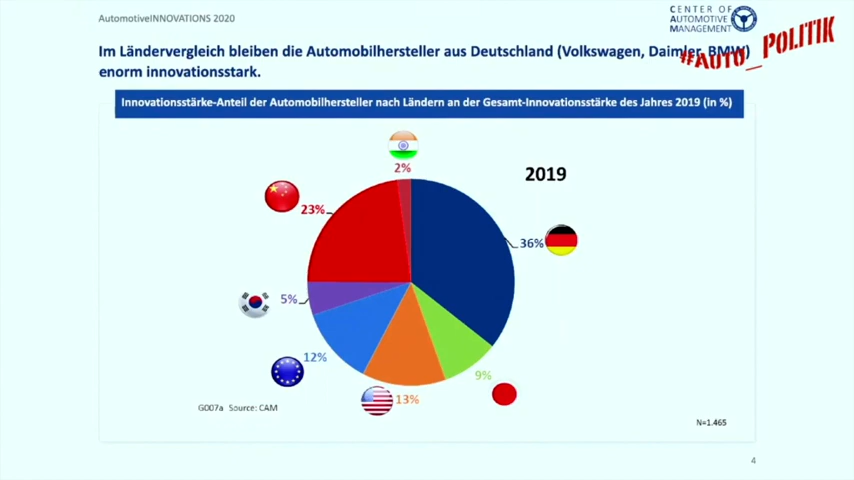 AutomotiveINNOVATIONS 2020
CENTER OF
AUTOMOTIVE
MANAGEMENT
#AUTO_POLITIK
Im Ländervergleich bleiben die Automobilhersteller aus Deutschland (Volkswagen, Daimler, BMW)
enorm innovationsstark.
Innovationsstärke-Anteil der Automobilhersteller nach Ländern an der Gesamt-Innovationsstärke des Jahres 2019 (in %)
2019
2%
23%
36%
5%
12%
9%
13%
G007a Source: CAM
N=1.465
4